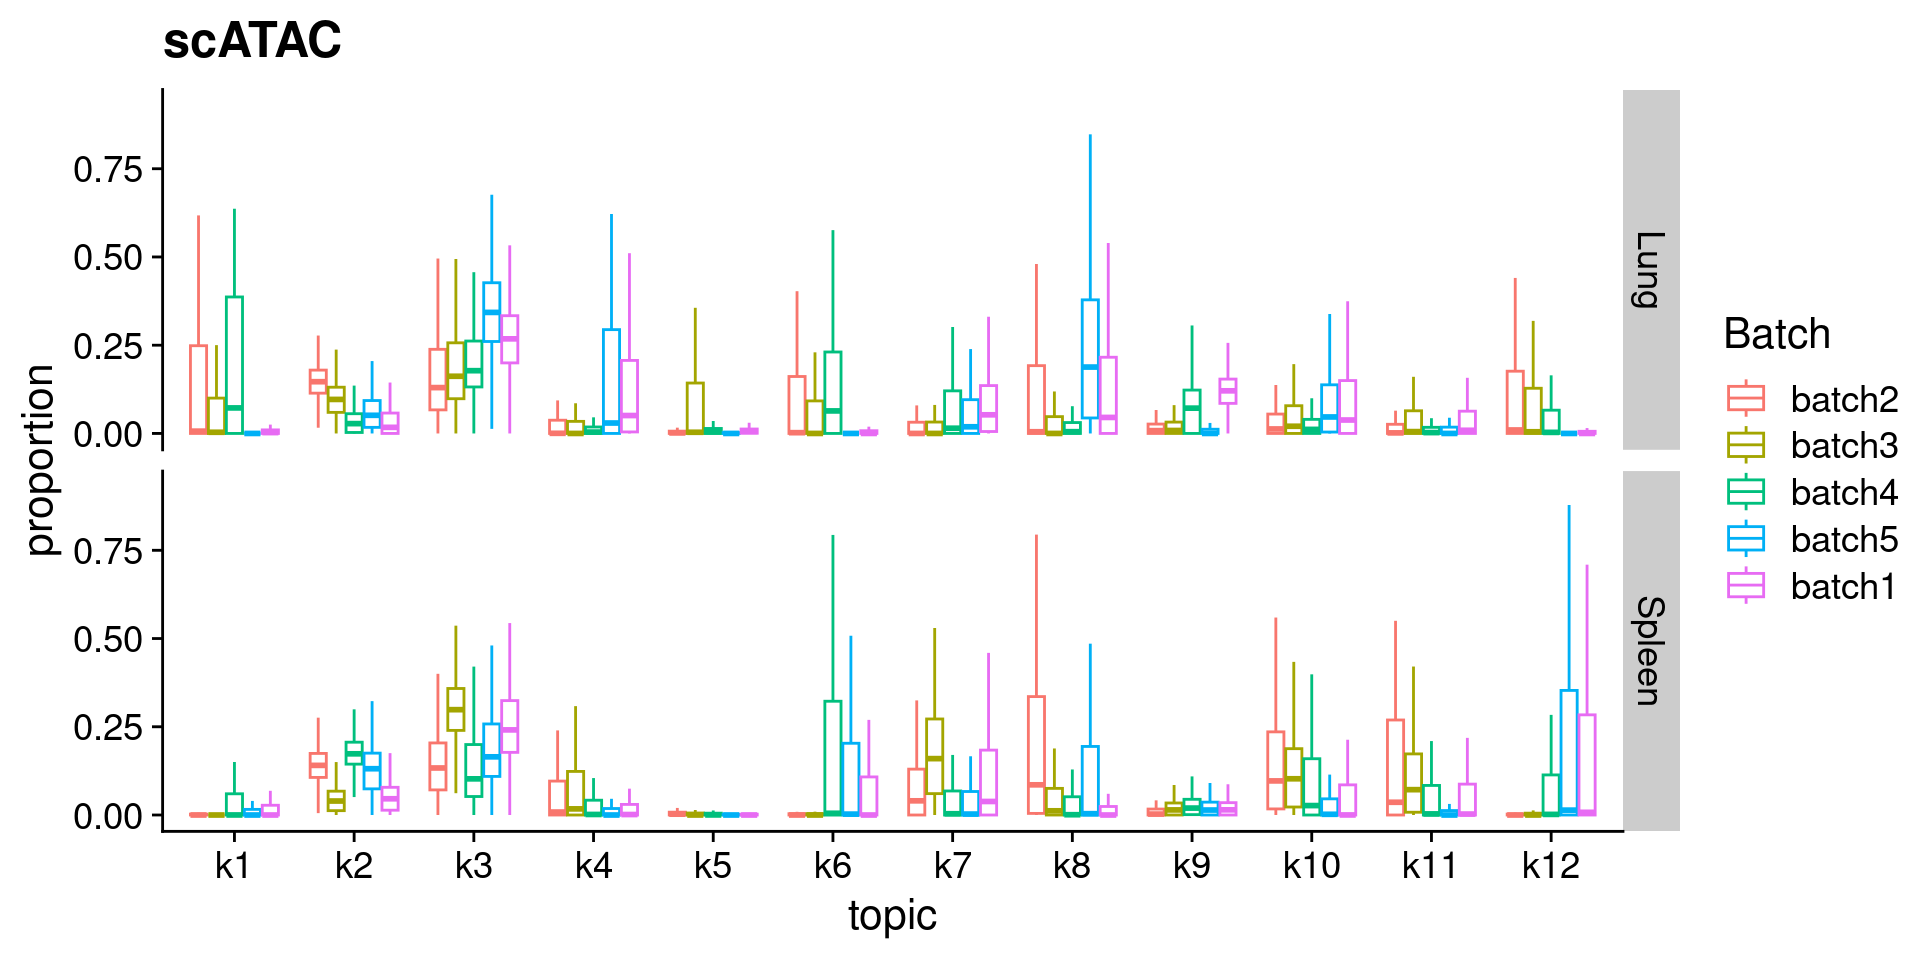 scATAC
proportion
0.75
0.50
0.25
0.00
Lung
0.75
0.50
0.25
0.00
Spleen
k1 k2 k3 k4 k5 k6 k7 k8 k9 k10 k11 k12
topic
Batch
batch2
batch3
batch4
batch5
batch1